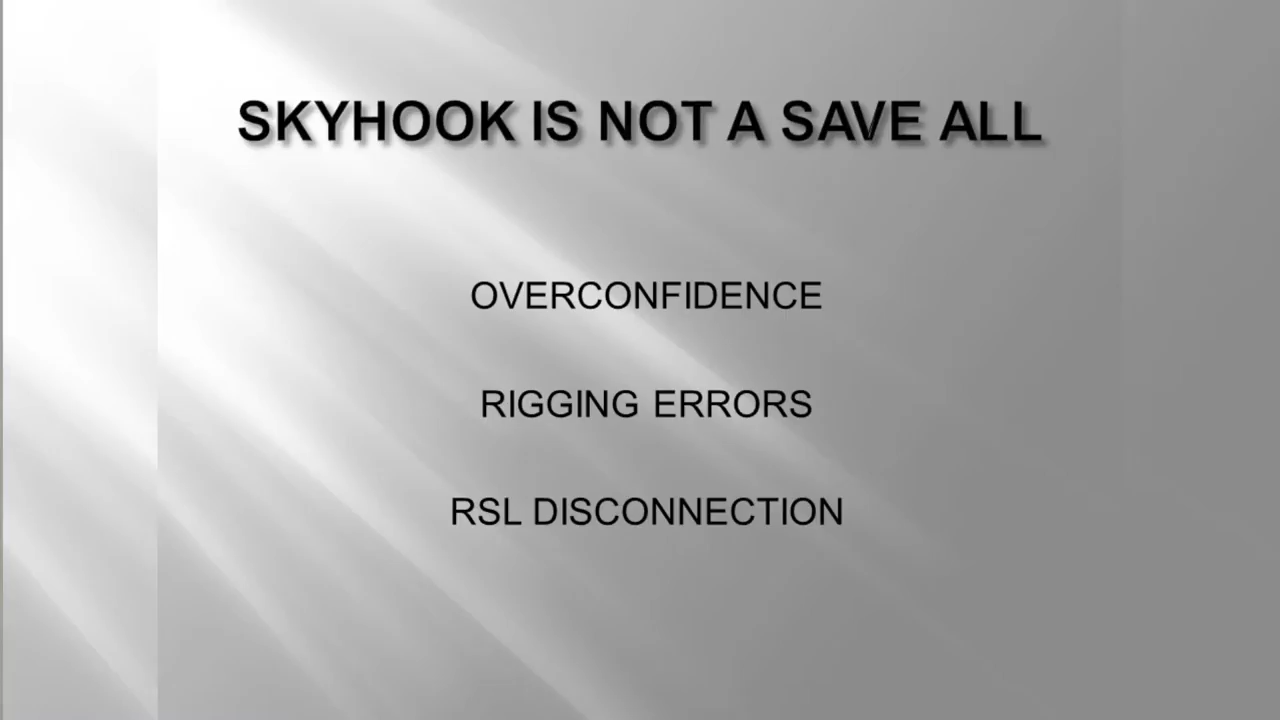 SKYHOOK IS NOT A SAVE ALL
OVERCONFIDENCE
RIGGING ERRORS
RSL DISCONNECTION